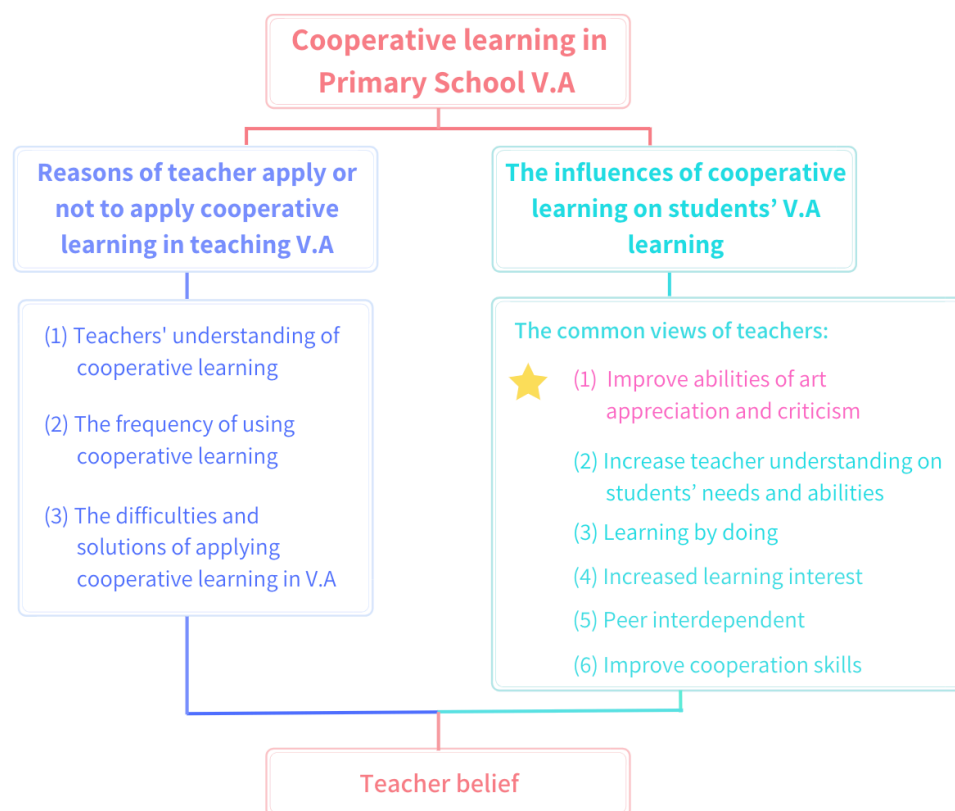 Cooperative learning in
Primary School V.A
Reasons of teacher apply or
not to apply cooperative
learning in teaching V.A
(1) Teachers' understanding of
cooperative learning
(2) The frequency of using
cooperative learning
(3) The difficulties and
solutions of applying
cooperative learning in V.A
The influences of cooperative
learning on students’ V.A
learning
The common views of teachers:
(1) Improve abilities of art
appreciation and criticism
(2) Increase teacher understanding on
students’ needs and abilities
(3) Learning by doing
(4) Increased learning interest
(5) Peer interdependent
(6) Improve cooperation skills
Teacher belief